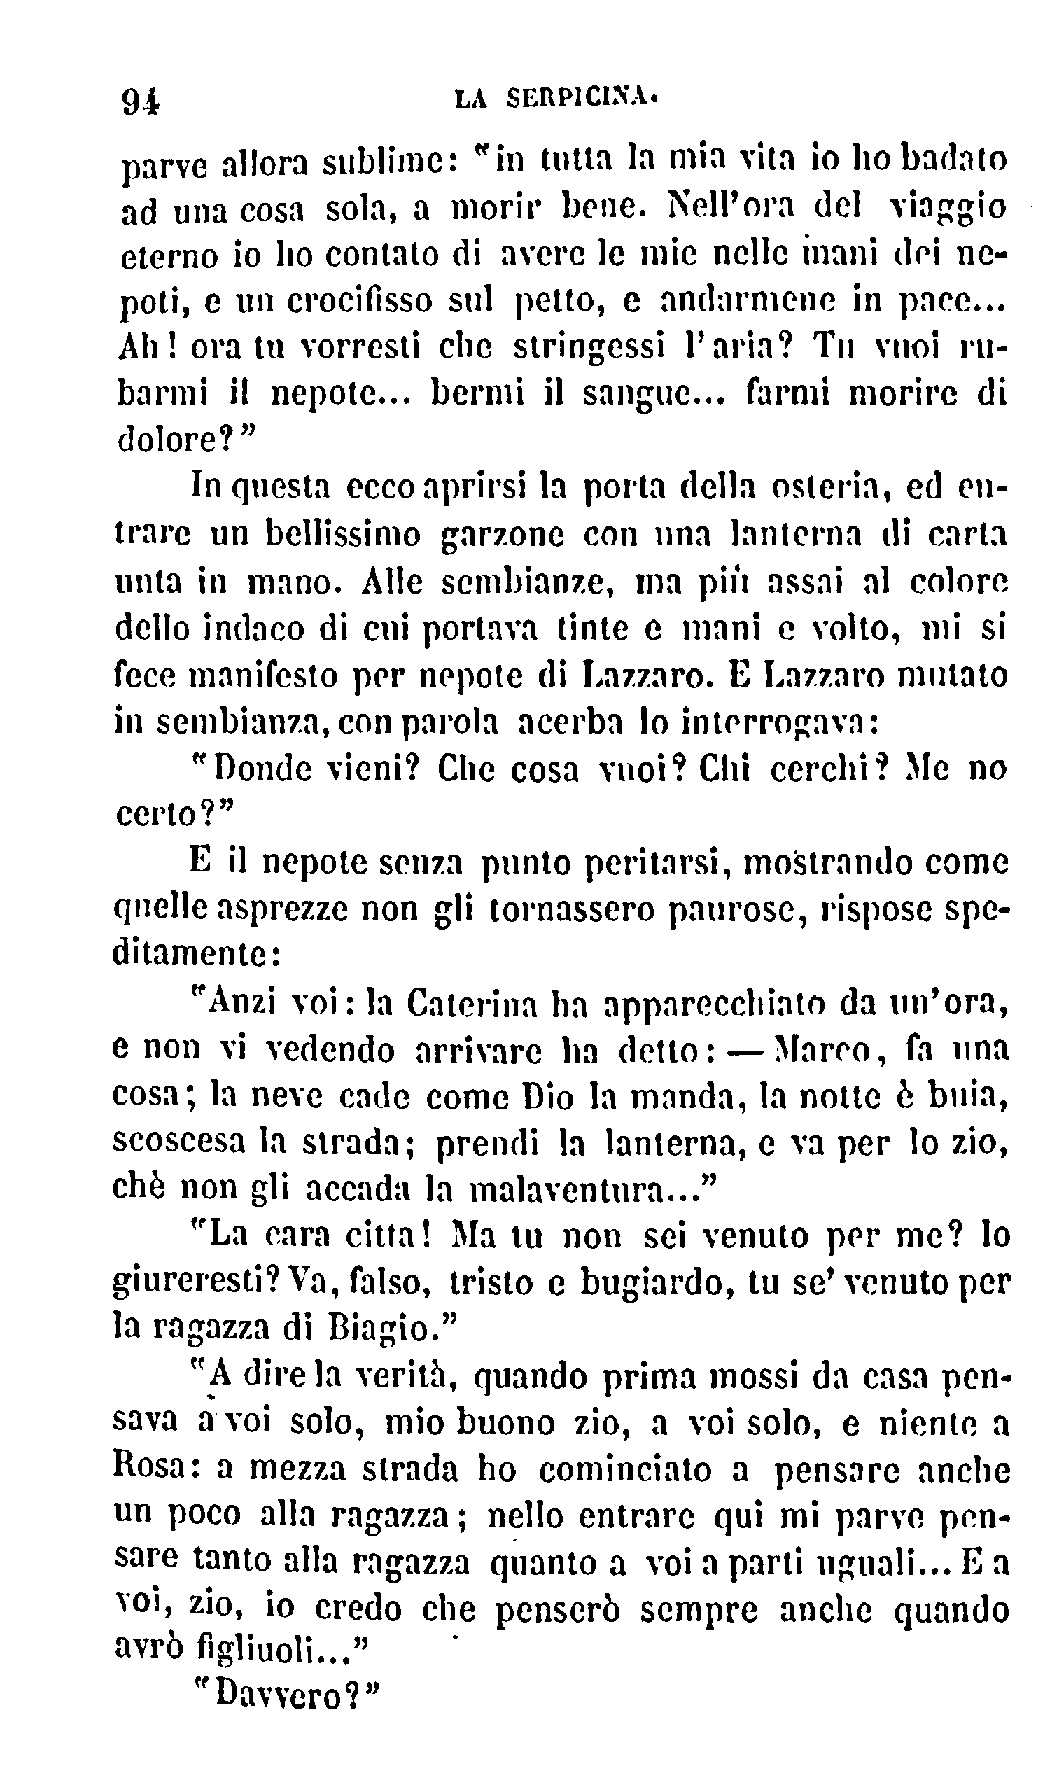 94 LA SERPICINA.
parve allora sublime: "in tutta la mia vita io ho badato
ad una cosa sola, a morir bene. Nell'ora del viaggio
eterno io ho contato di avere le mie nelle mani dei ne-
poti, e un crocifisso sul petto, e andarmene in pace...
Ah! ora tu vorresti che stringessi l'aria? Tu vuoi ru-
barmi il nepote... bermi il sangue... farmi morire di
dolore?"
In questa ecco aprirsi la porta della osteria, ed en-
trare un bellissimo garzone con una lanterna di carta
unta in mano. Alle sembianze, ma più assai al colore
dello indaco di cui portava tinte e mani e volto, mi si
fece manifesto per nepote di Lazzaro. E Lazzaro mutato
in sembianza, con parola acerba lo interrogava:
"Donde vieni? Che cosa vuoi? Chi cerchi? Me no
certo?"
E il nepote senza punto peritarsi, mostrando come
quelle asprezze non gli tornassero paurose, rispose spe-
ditamente:
"Anzi voi: la Caterina ha apparecchiato da un'ora,
e non vi vedendo arrivare ha detto: — Marco, fa una
cosa; la neve cade come Dio la manda, la notte è buia,
scoscesa la strada; prendi la lanterna, e va per lo zio,
chè non gli accada la malaventura..."
"La cara citta! Ma tu non sei venuto per me? Io
giureresti? Va, falso, tristo e bugiardo, tu se' venuto per
la ragazza di Biagio."
"A dire la verità, quando prima mossi da casa pen-
sava a voi solo, mio buono zio, a voi solo, e niente a
Rosa: a mezza strada ho cominciato a pensare anche
un poco alla ragazza; nello entrare qui mi parve pen-
sare tanto alla ragazza quanto a voi a parti uguali... E a
voi, zio, io credo che penserò sempre anche quando
avrò figliuoli..."
"Davvero?"